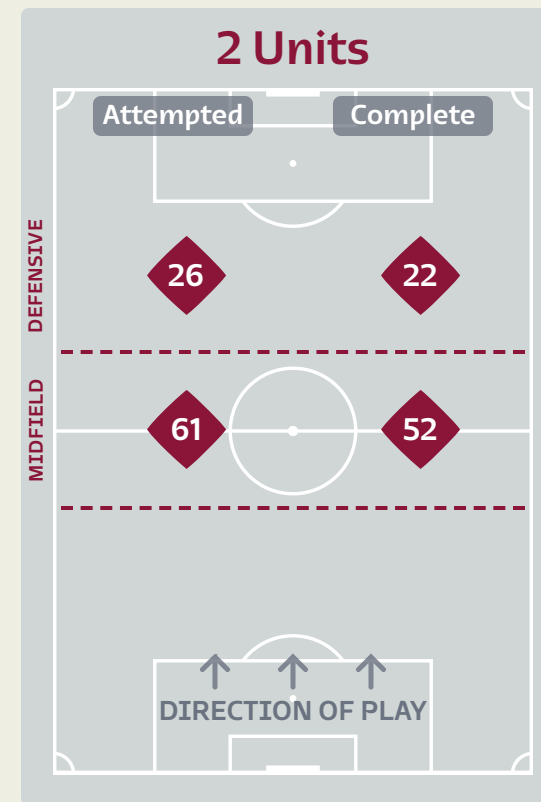 2 Units
Attempted
Complete
DEFENSIVE
26
22
MIDFIELD
61
52
DIRECTION OF PLAY